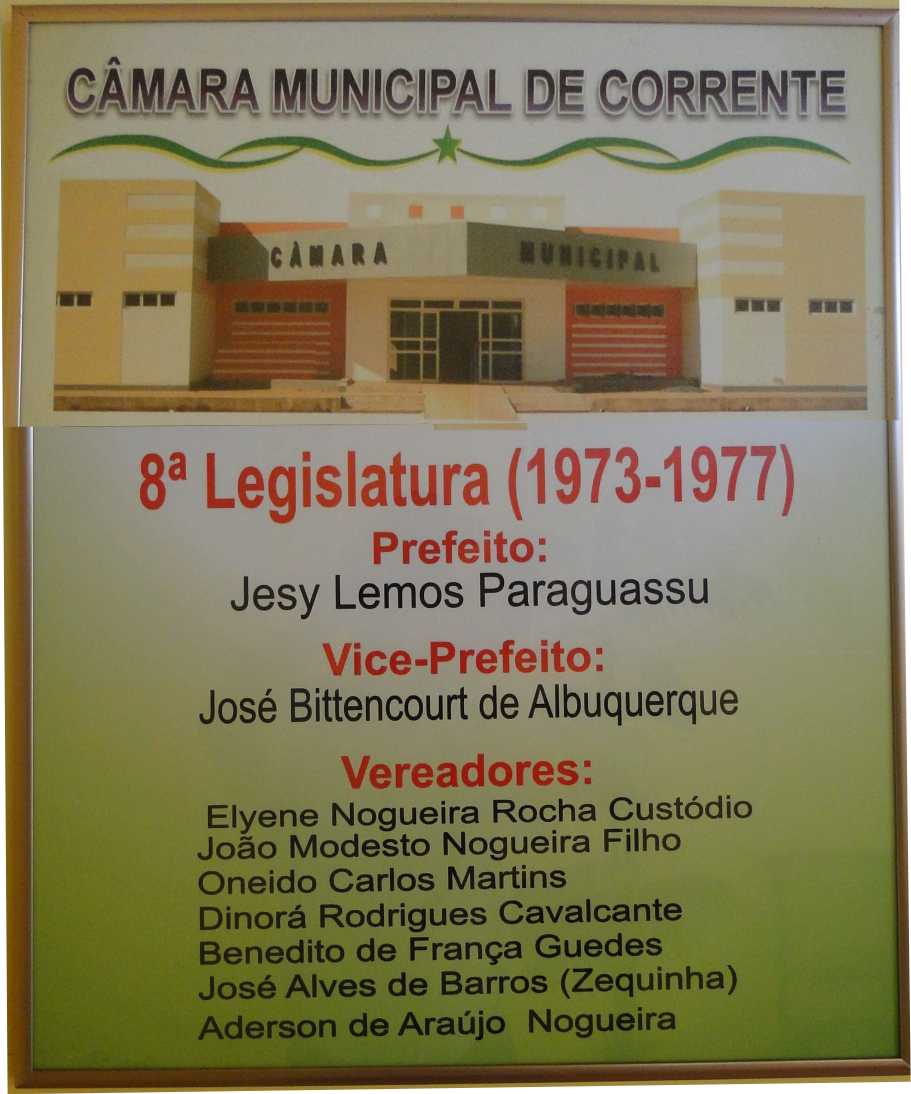 CÂMARA MUNICIPAL DE CORRENTE
CÂMARA MUNICIPAL
8ª Legislatura (1973-1977)
Prefeito:
Jesy Lemos Paraguassu
Vice-Prefeito:
José Bittencourt de Albuquerque
Vereadores:
Elyene Nogueira Rocha Custódio
João Modesto Nogueira Filho
Oneido Carlos Martins
Dinorá Rodrigues Cavalcante
Benedito de França Guedes
José Alves de Barros (Zequinha)
Aderson de Araújo Nogueira